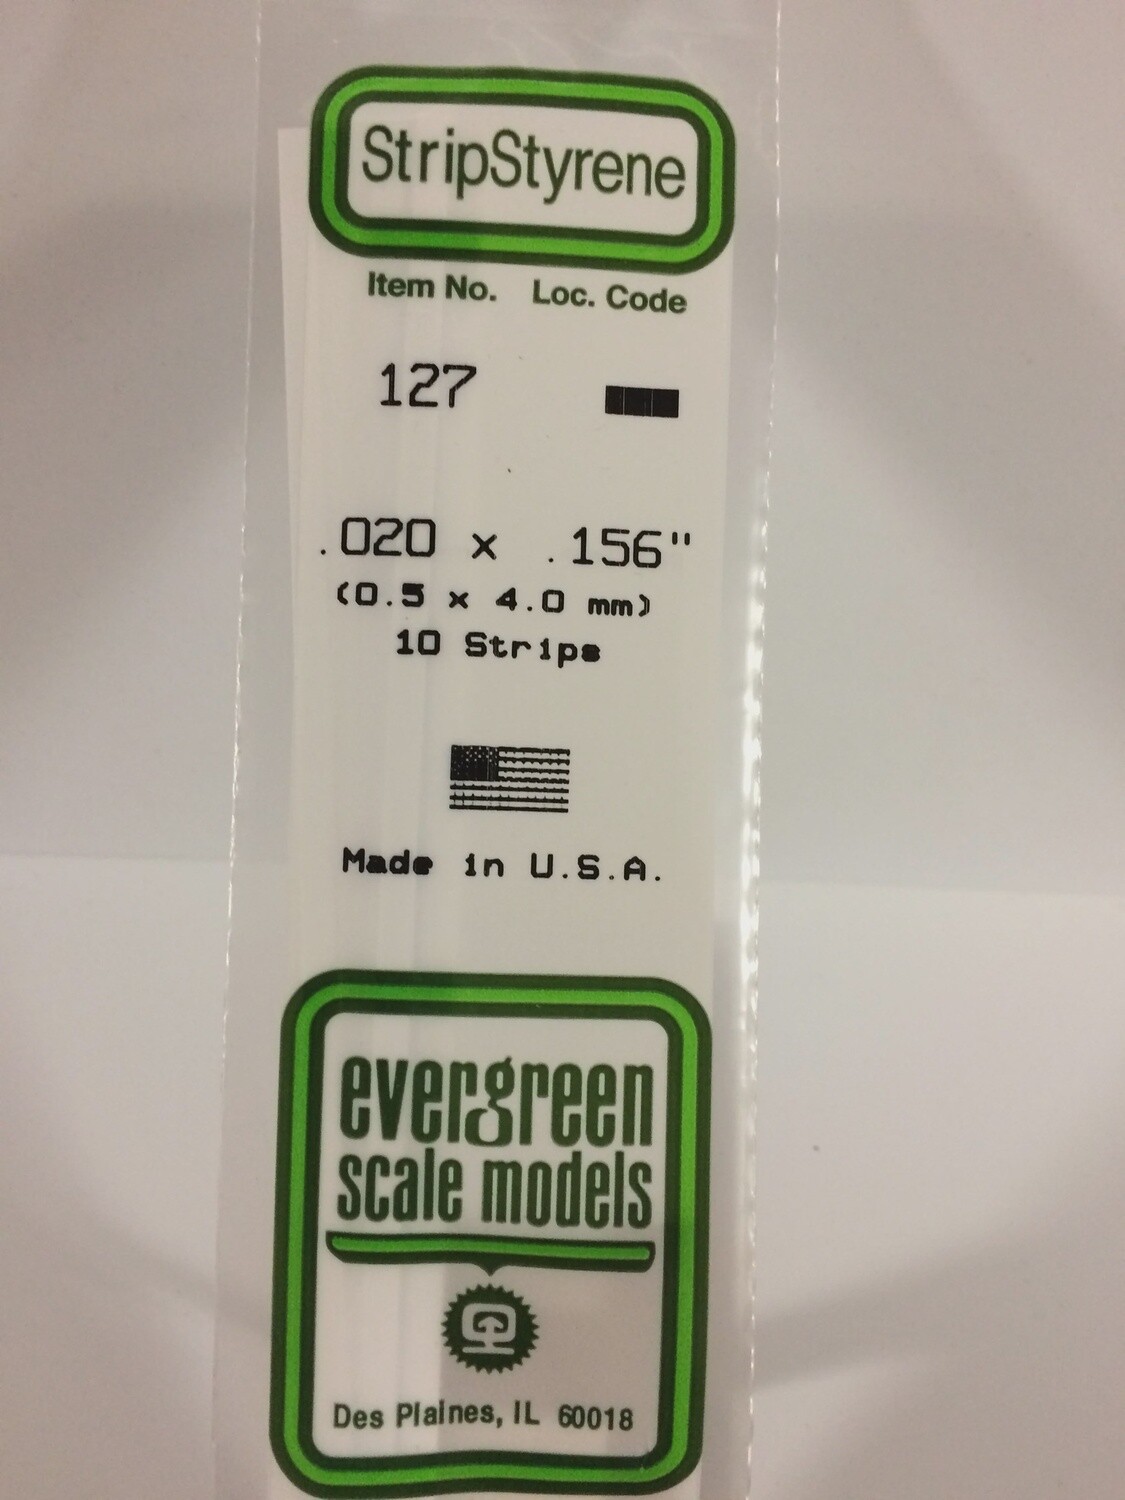 StripStyrene
Item No. Loc. Code
127
.020 x .156"
(0.5 x 4.0 mm)
10 Strips
Made in U.S.A.
evergreen
scale models
Des Plaines, IL 60018